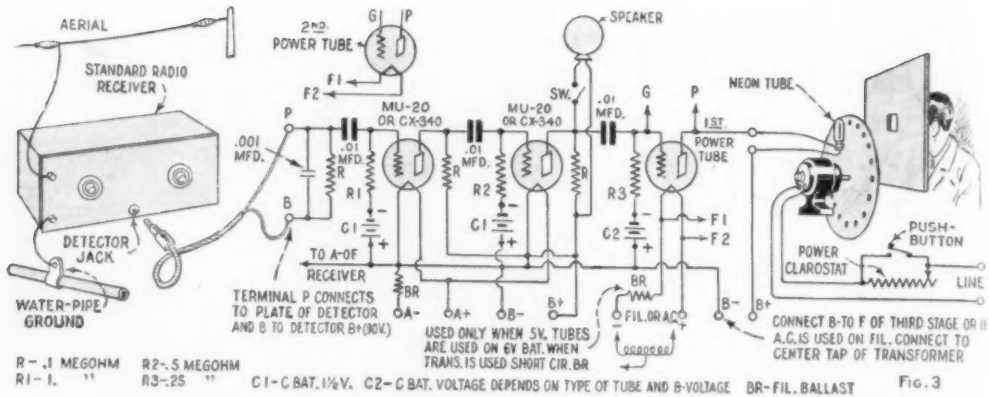 AERIAL
STANDARD RADIO
RECEIVER
DETECTOR
JACK
WATER-PIPE
GROUND
G P
2ND
POWER TUBE
F1
F2
P
.001
MFD.
B
R
.01
MFD.
R1
C1
-
+
MU-20
OR CX-340
R
.01
MFD.
R2
C1
-
+
MU-20
OR CX-340
SPEAKER
SW.
R
.01
MFD.
R3
C2
-
+
G
P
1ST.
POWER
TUBE
F1
F2
NEON TUBE
PUSH-
BUTTON
POWER
CLAROSTAT
LINE
TO A- OF
RECEIVER
TERMINAL P CONNECTS
TO PLATE OF DETECTOR
AND B TO DETECTOR B+(90V.)
BR
A-
A+
B-
B+
USED ONLY WHEN 5V. TUBES
ARE USED ON 6V BAT. WHEN
TRANS. IS USED SHORT CIR. BR
BR
- FIL. OR AC +
B-
B+
CONNECT B- TO F OF THIRD STAGE OR IF
A.C. IS USED ON FIL. CONNECT TO
CENTER TAP OF TRANSFORMER
R - .1 MEGOHM R2-.5 MEGOHM
R1-1. " R3-.25 "
C1-C BAT. 1½V. C2-C BAT. VOLTAGE DEPENDS ON TYPE OF TUBE AND B-VOLTAGE BR-FIL. BALLAST
FIG. 3